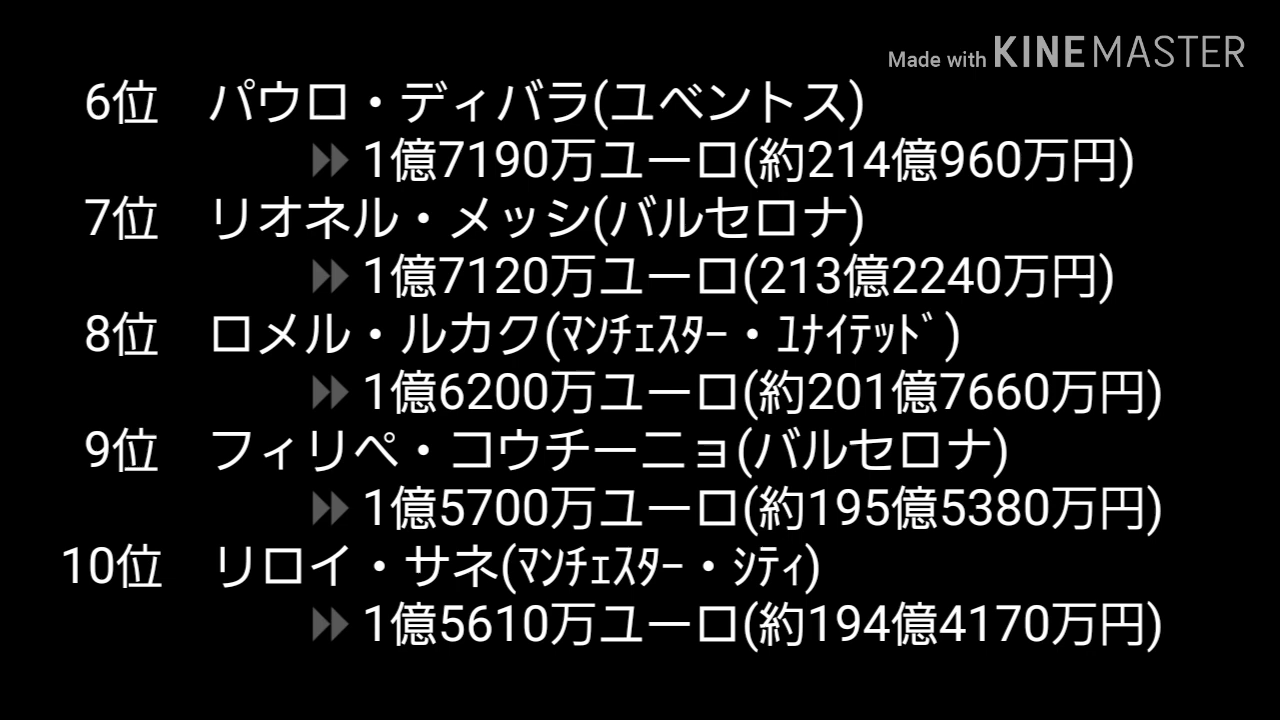 Made with KINEMASTER
6位 パウロ・ディバラ(ユベントス)
1億7190万ユーロ(約214億960万円)
7位 リオネル・メッシ(バルセロナ)
1億7120万ユーロ(213億2240万円)
8位 ロメル・ルカク(ﾏﾝﾁｪｽﾀｰ・ﾕﾅｲﾃｯﾄﾞ)
1億6200万ユーロ(約201億7660万円)
9位 フィリペ・コウチーニョ(バルセロナ)
1億5700万ユーロ(約195億5380万円)
10位 リロイ・サネ(ﾏﾝﾁｪｽﾀｰ・ｼﾃｨ)
1億5610万ユーロ(約194億4170万円)